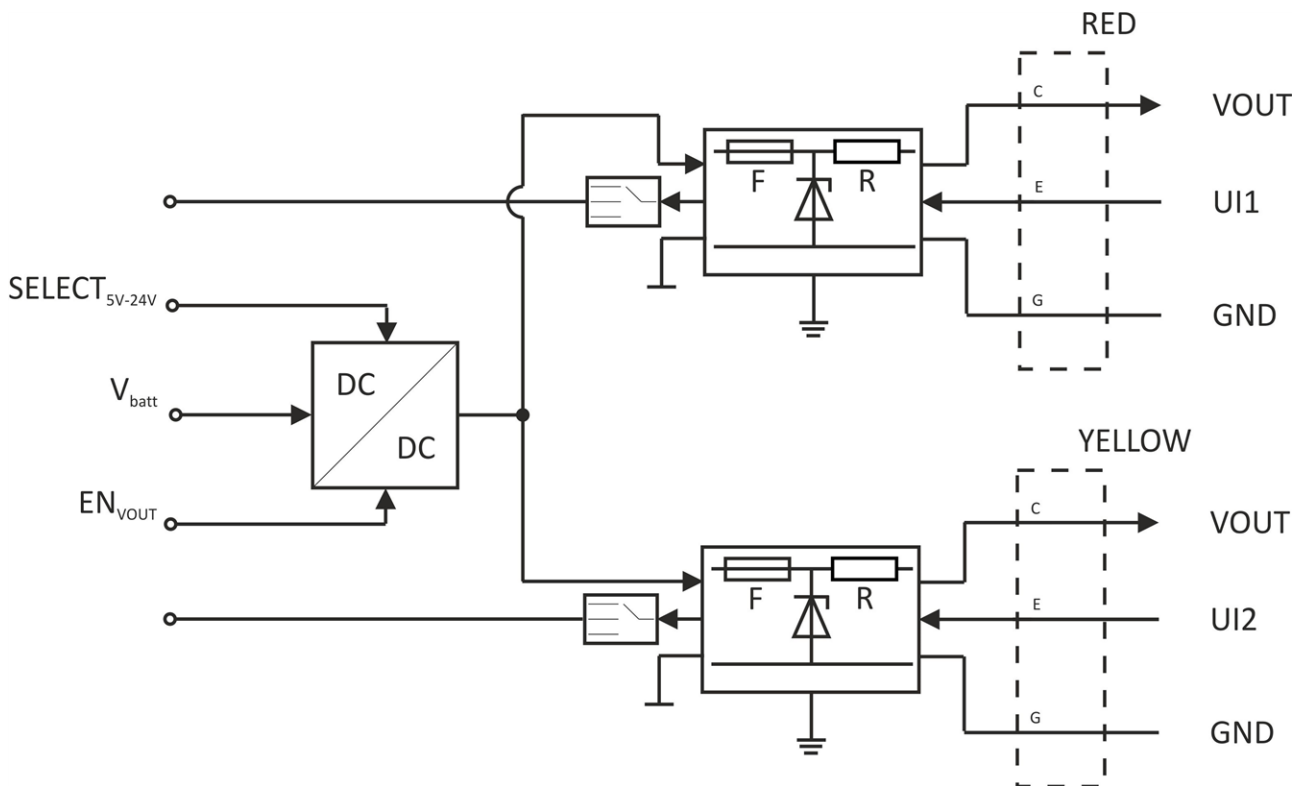 RED
C
VOUT
F
R
E
UI1
SELECT5V-24V
G
GND
DC
Vbatt
DC
YELLOW
ENVOUT
C
VOUT
F
R
E
UI2
G
GND